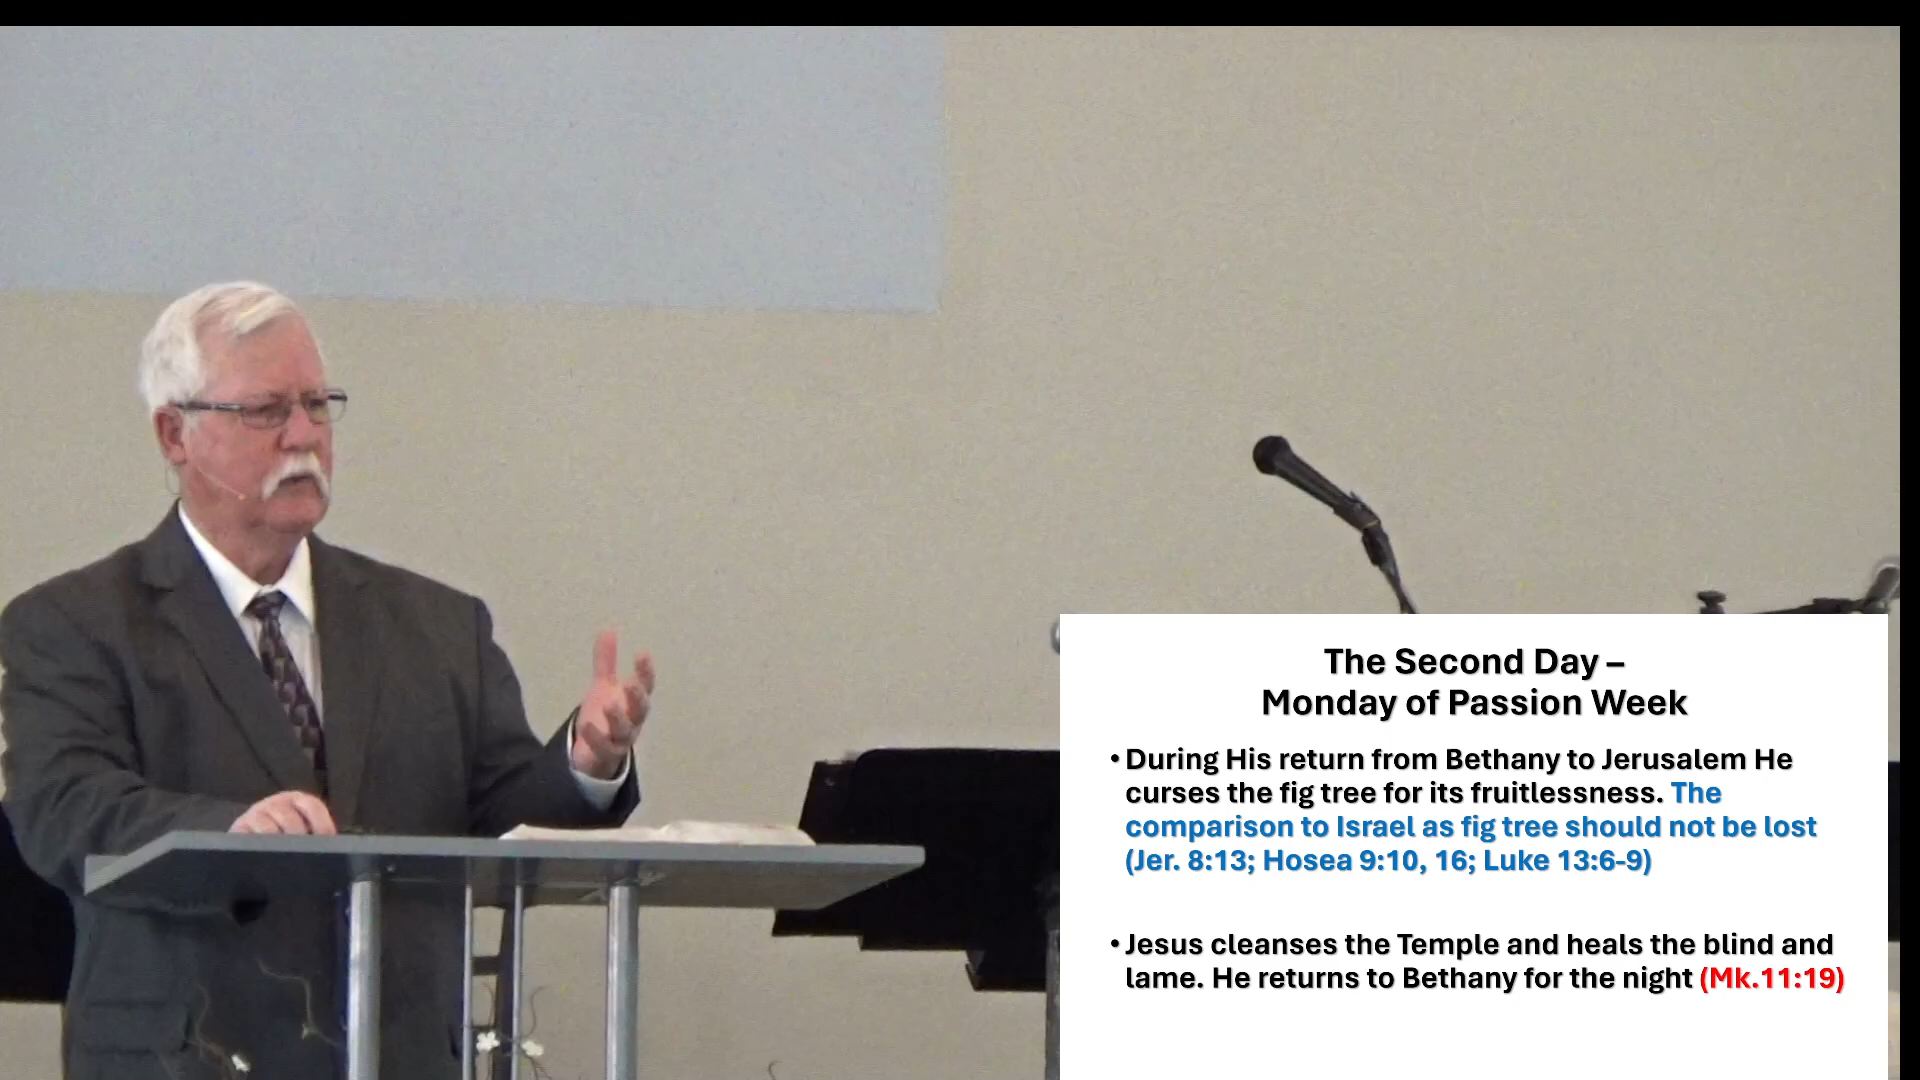 The Second Day –
Monday of Passion Week
• During His return from Bethany to Jerusalem He
curses the fig tree for its fruitlessness. The
comparison to Israel as fig tree should not be lost
(Jer. 8:13; Hosea 9:10, 16; Luke 13:6-9)
• Jesus cleanses the Temple and heals the blind and
lame. He returns to Bethany for the night (Mk.11:19)